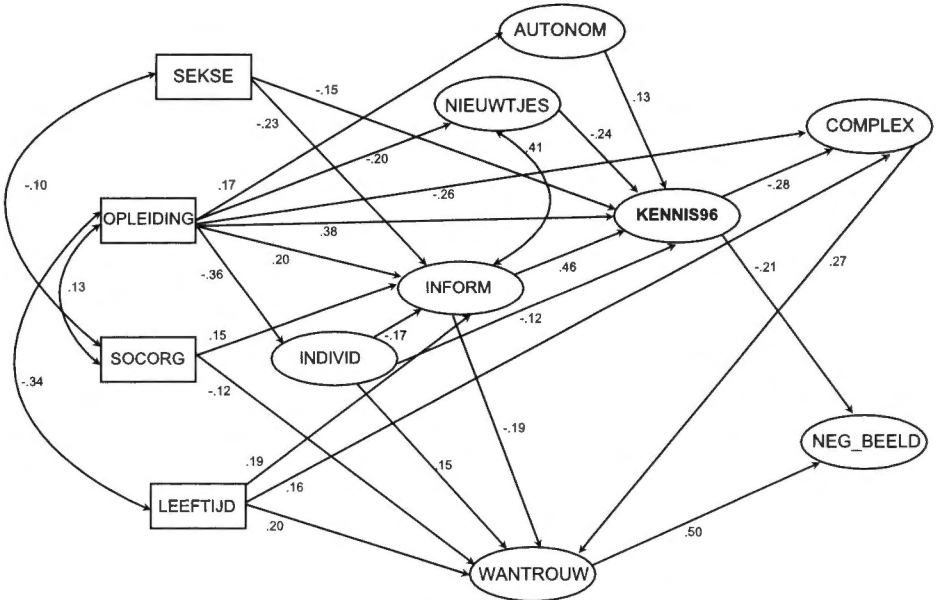 AUTONOM
SEKSE
-.15
NIEUWTJES
.13
COMPLEX
-.23
-.24
-.20
.41
-.10
.17
-.26
-.28
OPLEIDING
.38
KENNIS96
.20
.46
-.36
-.21
.27
.13
INFORM
.15
-.17
-.12
SOCORG
INDIVID
-.34
-.12
-.19
NEG_BEELD
.19
.15
.16
LEEFTIJD
.20
.50
WANTROUW